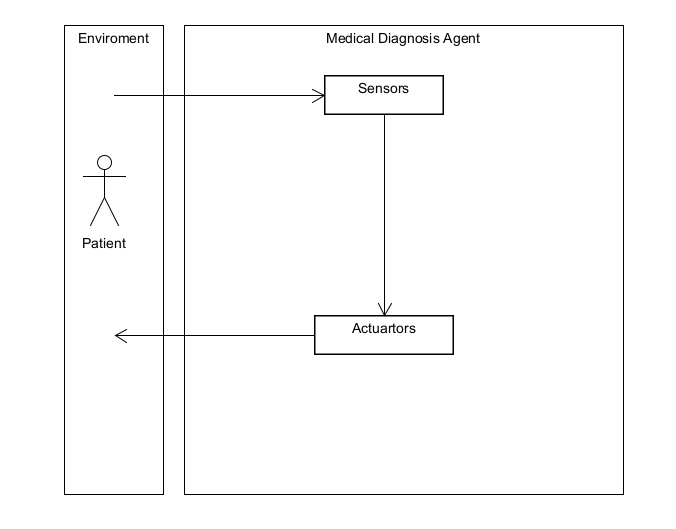 Enviroment
Medical Diagnosis Agent
Sensors
Patient
Actuartors